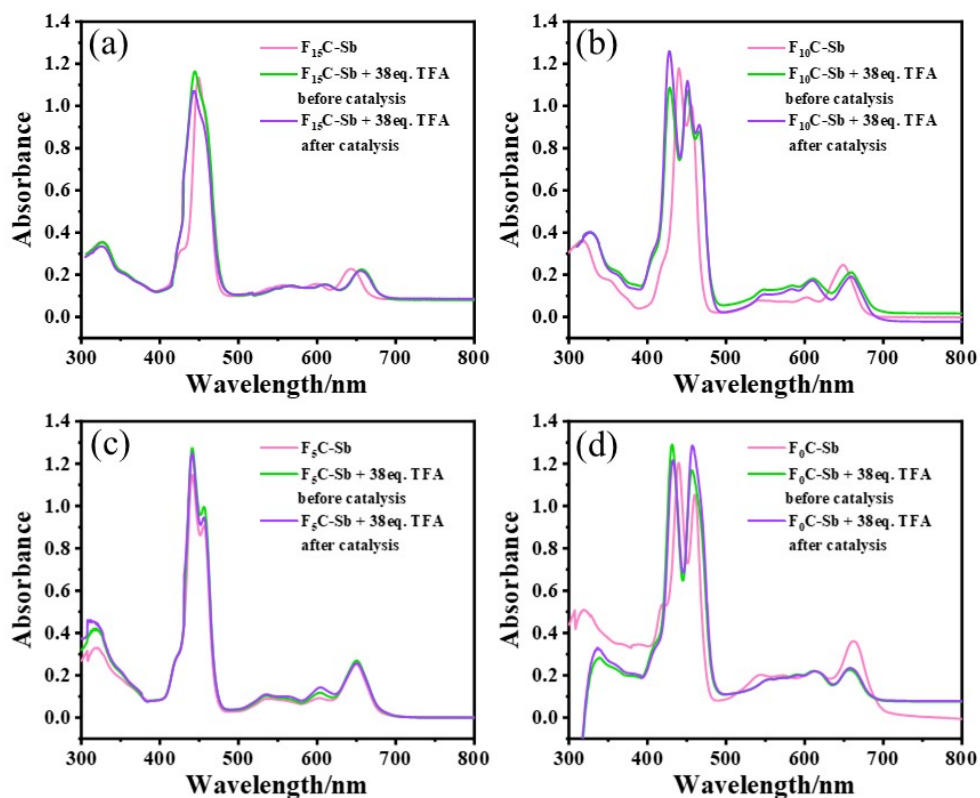 (a)
F₁₅C-Sb
F₁₅C-Sb + 38eq. TFA
before catalysis
F₁₅C-Sb + 38eq. TFA
after catalysis
1.4
1.2
1.0
0.8
0.6
0.4
0.2
0.0
Absorbance
300 400 500 600 700 800
Wavelength/nm
(b)
F₁₀C-Sb
F₁₀C-Sb + 38eq. TFA
before catalysis
F₁₀C-Sb + 38eq. TFA
after catalysis
1.4
1.2
1.0
0.8
0.6
0.4
0.2
0.0
Absorbance
300 400 500 600 700 800
Wavelength/nm
(c)
F₅C-Sb
F₅C-Sb + 38eq. TFA
before catalysis
F₅C-Sb + 38eq. TFA
after catalysis
1.4
1.2
1.0
0.8
0.6
0.4
0.2
0.0
Absorbance
300 400 500 600 700 800
Wavelength/nm
(d)
F₀C-Sb
F₀C-Sb + 38eq. TFA
before catalysis
F₀C-Sb + 38eq. TFA
after catalysis
1.4
1.2
1.0
0.8
0.6
0.4
0.2
0.0
Absorbance
300 400 500 600 700 800
Wavelength/nm